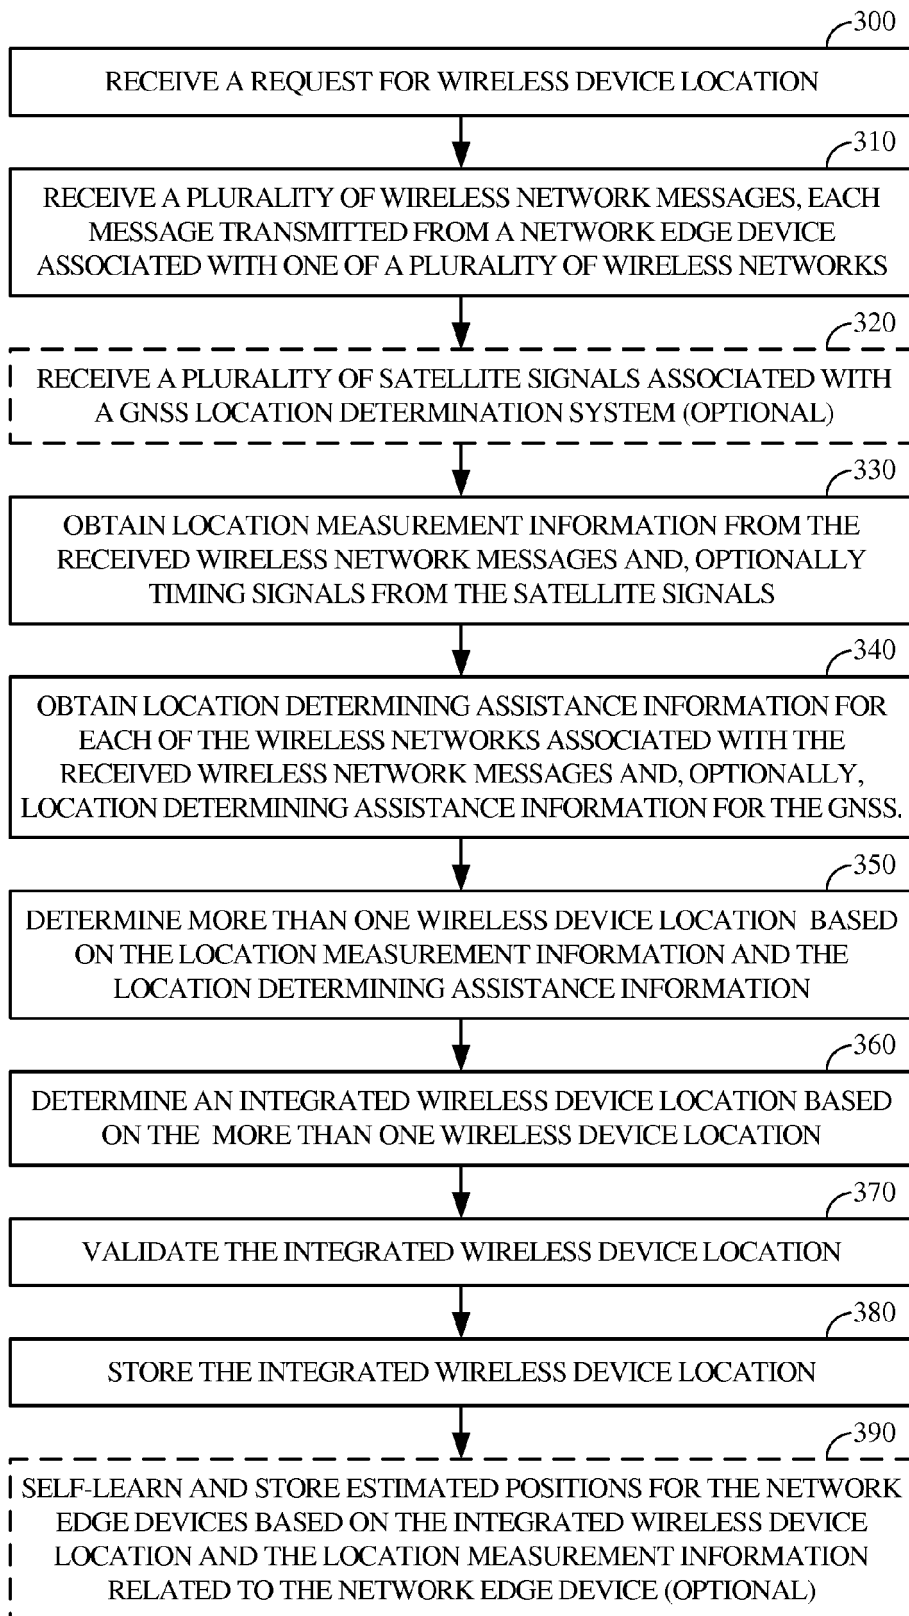 300
RECEIVE A REQUEST FOR WIRELESS DEVICE LOCATION
310
RECEIVE A PLURALITY OF WIRELESS NETWORK MESSAGES, EACH
MESSAGE TRANSMITTED FROM A NETWORK EDGE DEVICE
ASSOCIATED WITH ONE OF A PLURALITY OF WIRELESS NETWORKS
320
RECEIVE A PLURALITY OF SATELLITE SIGNALS ASSOCIATED WITH
A GNSS LOCATION DETERMINATION SYSTEM (OPTIONAL)
330
OBTAIN LOCATION MEASUREMENT INFORMATION FROM THE
RECEIVED WIRELESS NETWORK MESSAGES AND, OPTIONALLY
TIMING SIGNALS FROM THE SATELLITE SIGNALS
340
OBTAIN LOCATION DETERMINING ASSISTANCE INFORMATION FOR
EACH OF THE WIRELESS NETWORKS ASSOCIATED WITH THE
RECEIVED WIRELESS NETWORK MESSAGES AND, OPTIONALLY,
LOCATION DETERMINING ASSISTANCE INFORMATION FOR THE GNSS.
350
DETERMINE MORE THAN ONE WIRELESS DEVICE LOCATION BASED
ON THE LOCATION MEASUREMENT INFORMATION AND THE
LOCATION DETERMINING ASSISTANCE INFORMATION
360
DETERMINE AN INTEGRATED WIRELESS DEVICE LOCATION BASED
ON THE MORE THAN ONE WIRELESS DEVICE LOCATION
370
VALIDATE THE INTEGRATED WIRELESS DEVICE LOCATION
380
STORE THE INTEGRATED WIRELESS DEVICE LOCATION
390
SELF-LEARN AND STORE ESTIMATED POSITIONS FOR THE NETWORK
EDGE DEVICES BASED ON THE INTEGRATED WIRELESS DEVICE
LOCATION AND THE LOCATION MEASUREMENT INFORMATION
RELATED TO THE NETWORK EDGE DEVICE (OPTIONAL)